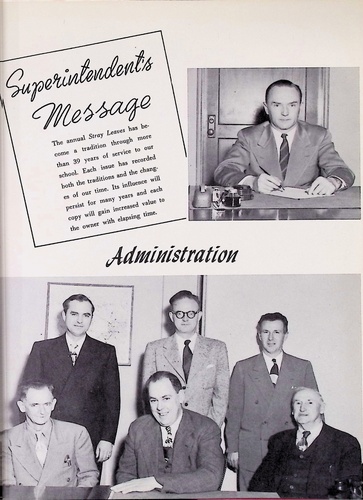 Superintendent's
Message
The annual Stray Leaves has be-
come a tradition through more
than 39 years of service to our
school. Each issue has recorded
both the traditions and the chang-
es of our time. Its influence will
persist for many years and each
copy will gain increased value to
the owner with elapsing time.
Administration